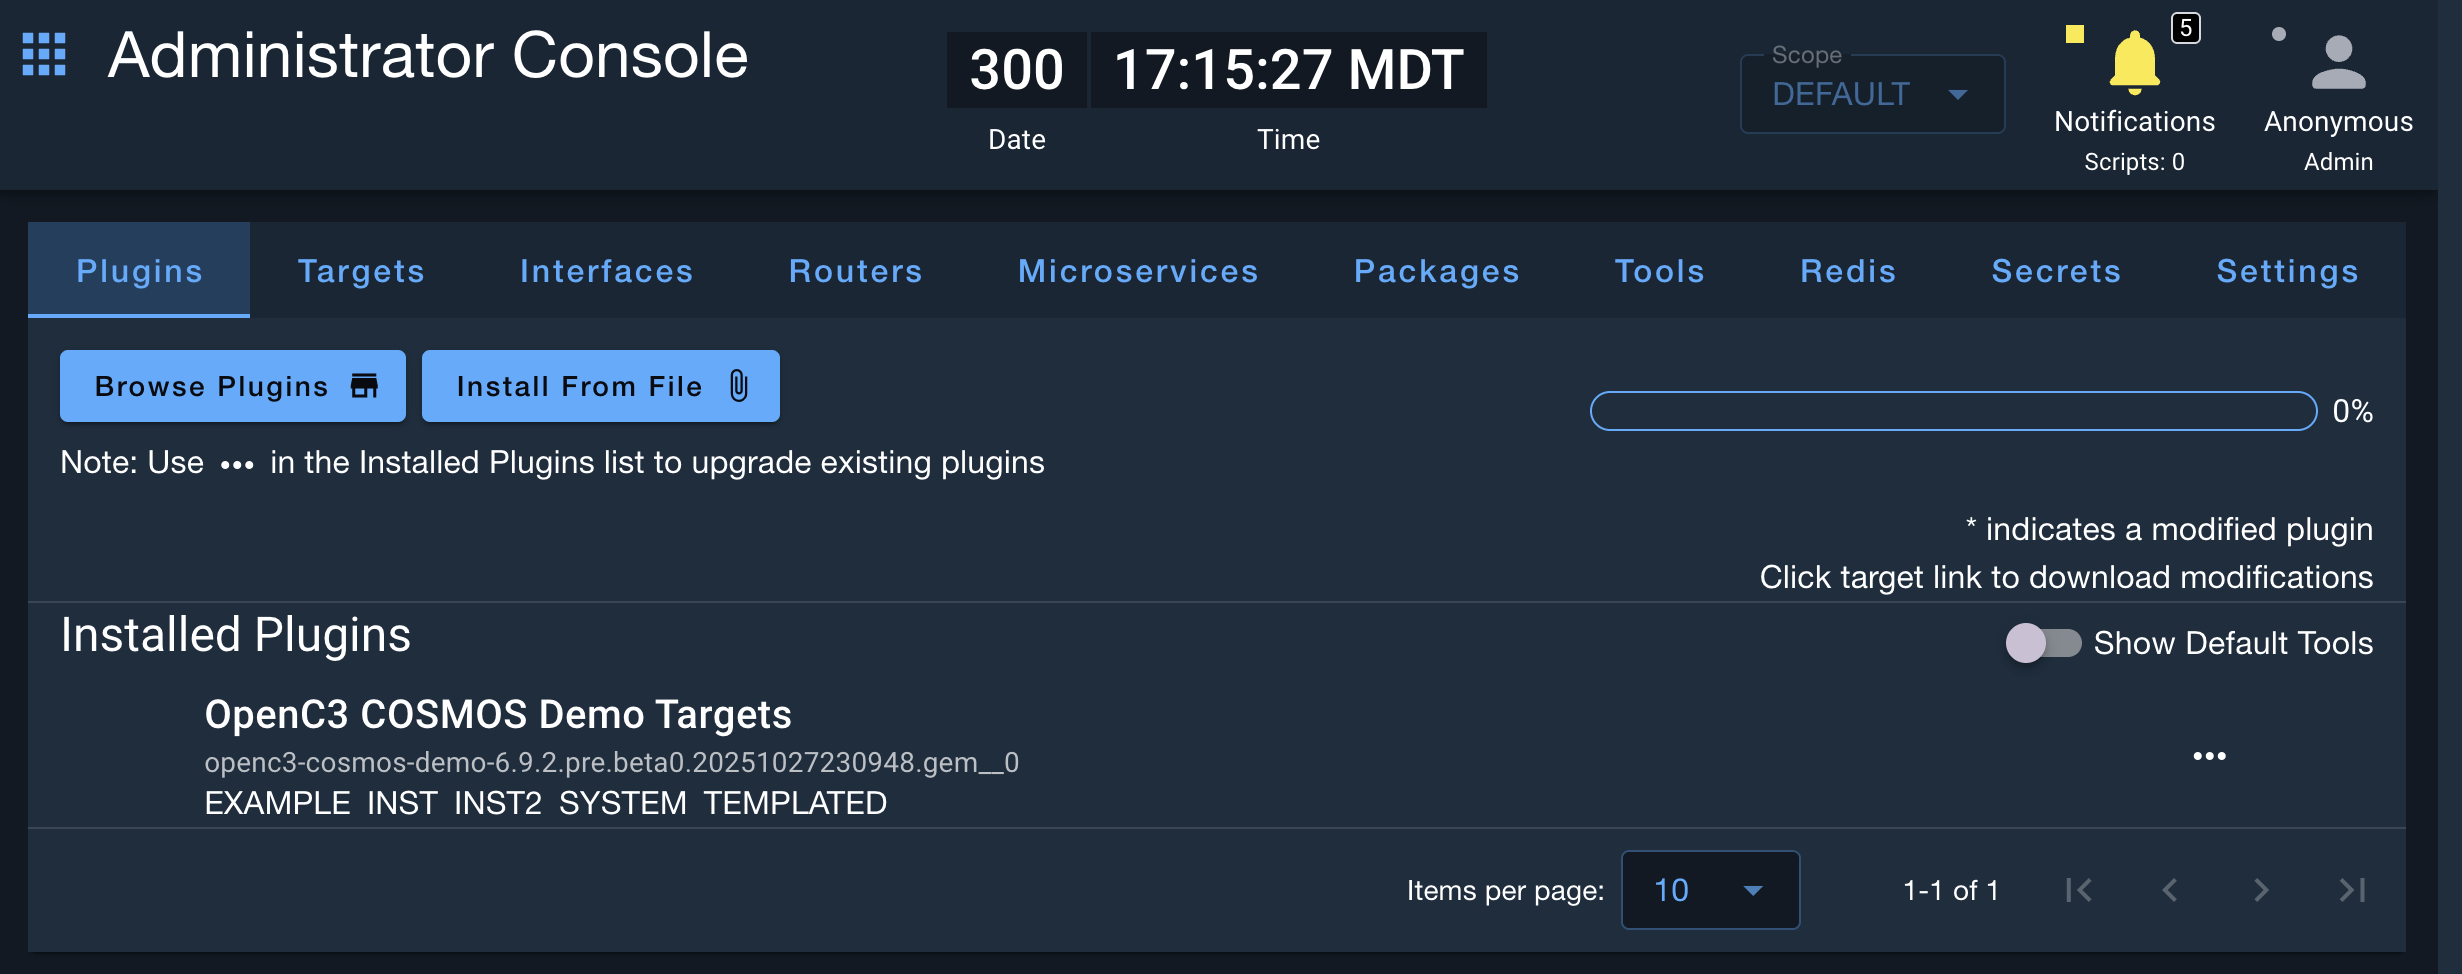 Administrator Console
300 17:15:27 MDT
Date Time
Scope
DEFAULT
5
Notifications
Scripts: 0
Anonymous
Admin
Plugins Targets Interfaces Routers Microservices Packages Tools Redis Secrets Settings
Browse Plugins Install From File
0%
Note: Use ••• in the Installed Plugins list to upgrade existing plugins
* indicates a modified plugin
Click target link to download modifications
Installed Plugins
Show Default Tools
OpenC3 COSMOS Demo Targets
openc3-cosmos-demo-6.9.2.pre.beta0.20251027230948.gem__0
EXAMPLE INST INST2 SYSTEM TEMPLATED
Items per page: 10 1-1 of 1